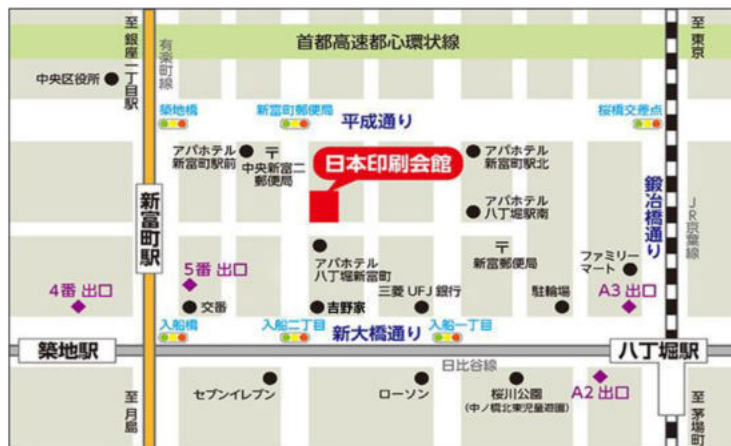 至銀座一丁目駅
有楽町線
首都高速都心環状線
至東京
中央区役所
築地橋
新富町郵便局
平成通り
桜橋交差点
アパホテル
新富町駅前
中央新富二
郵便局
日本印刷会館
アパホテル
新富町駅北
鍛冶橋通り
JR京葉線
新富町駅
アパホテル
八丁堀駅南
アパホテル
八丁堀新富町
新富郵便局
ファミリー
マート
4番 出口
5番 出口
交番
吉野家
三菱UFJ銀行
駐輪場
A3 出口
入船橋
入船二丁目
新大橋通り
入船一丁目
築地駅
日比谷線
八丁堀駅
至月島
セブンイレブン
ローソン
桜川公園
(中ノ橋北東児童遊園)
A2 出口
至茅場町